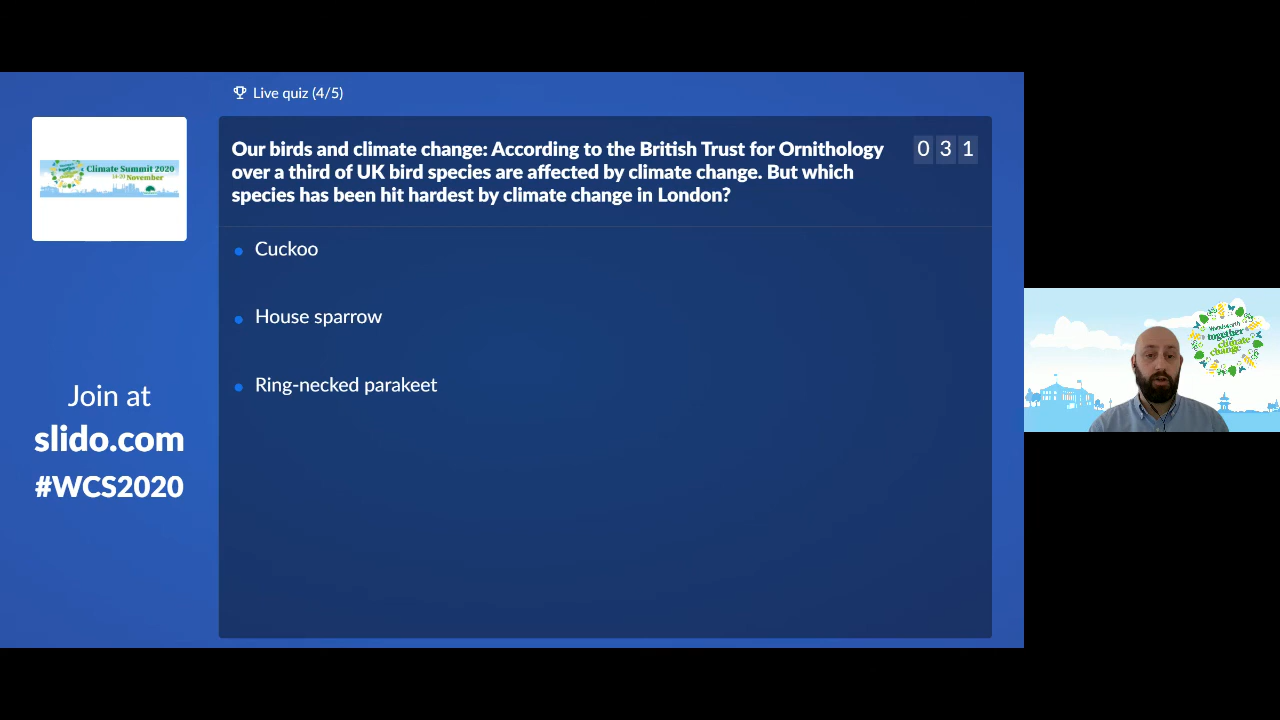 Live quiz (4/5)
Climate Summit 2020
14-20 November
Our birds and climate change: According to the British Trust for Ornithology
over a third of UK bird species are affected by climate change. But which
species has been hit hardest by climate change in London?
0 3 1
Cuckoo
House sparrow
Ring-necked parakeet
Join at
slido.com
#WCS2020
Wandsworth
together
climate
change